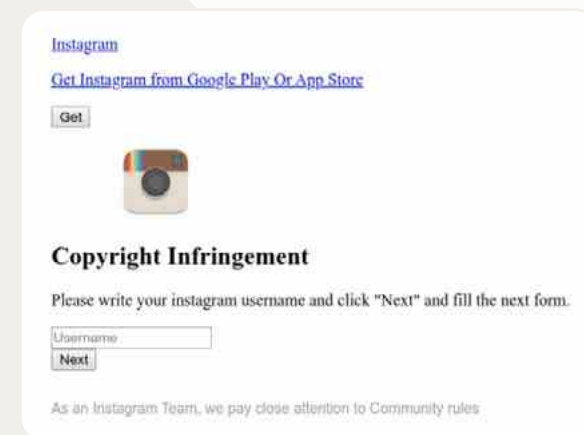 Instagram
Get Instagram from Google Play Or App Store
Get
Copyright Infringement
Please write your instagram username and click "Next" and fill the next form.
Username
Next
As an Instagram Team, we pay close attention to Community rules